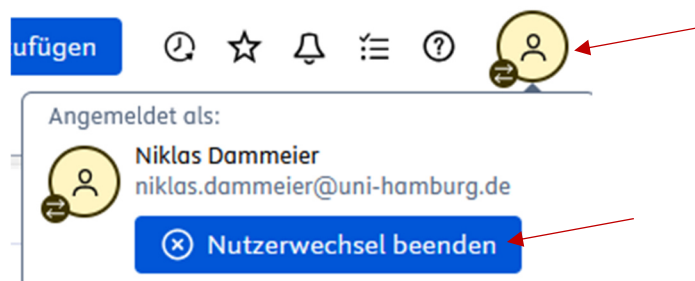 ufügen
Angemeldet als:
Niklas Dammeier
niklas.dammeier@uni-hamburg.de
Nutzerwechsel beenden